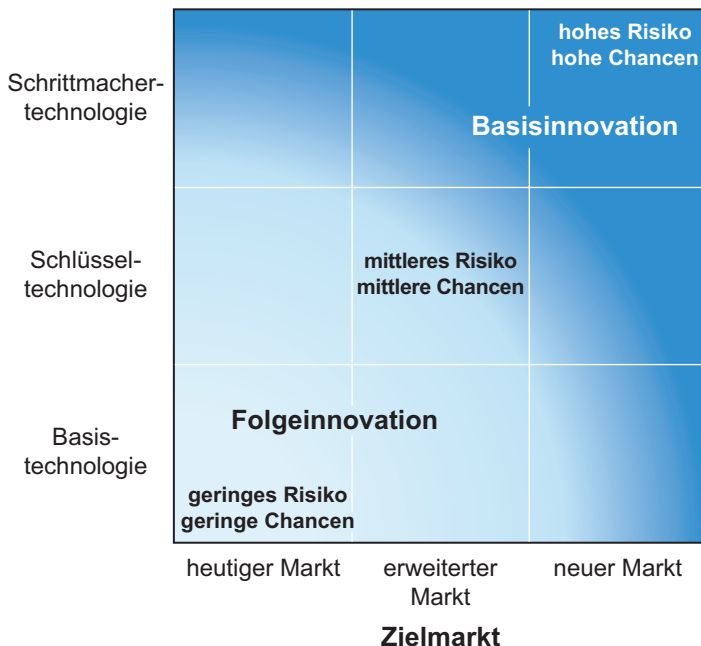 hohes Risiko
hohe Chancen
Schrittmacher-
technologie
Basisinnovation
Schlüssel-
technologie
mittleres Risiko
mittlere Chancen
Folgeinnovation
Basis-
technologie
geringes Risiko
geringe Chancen
heutiger Markt
erweiterter
Markt
neuer Markt
Zielmarkt